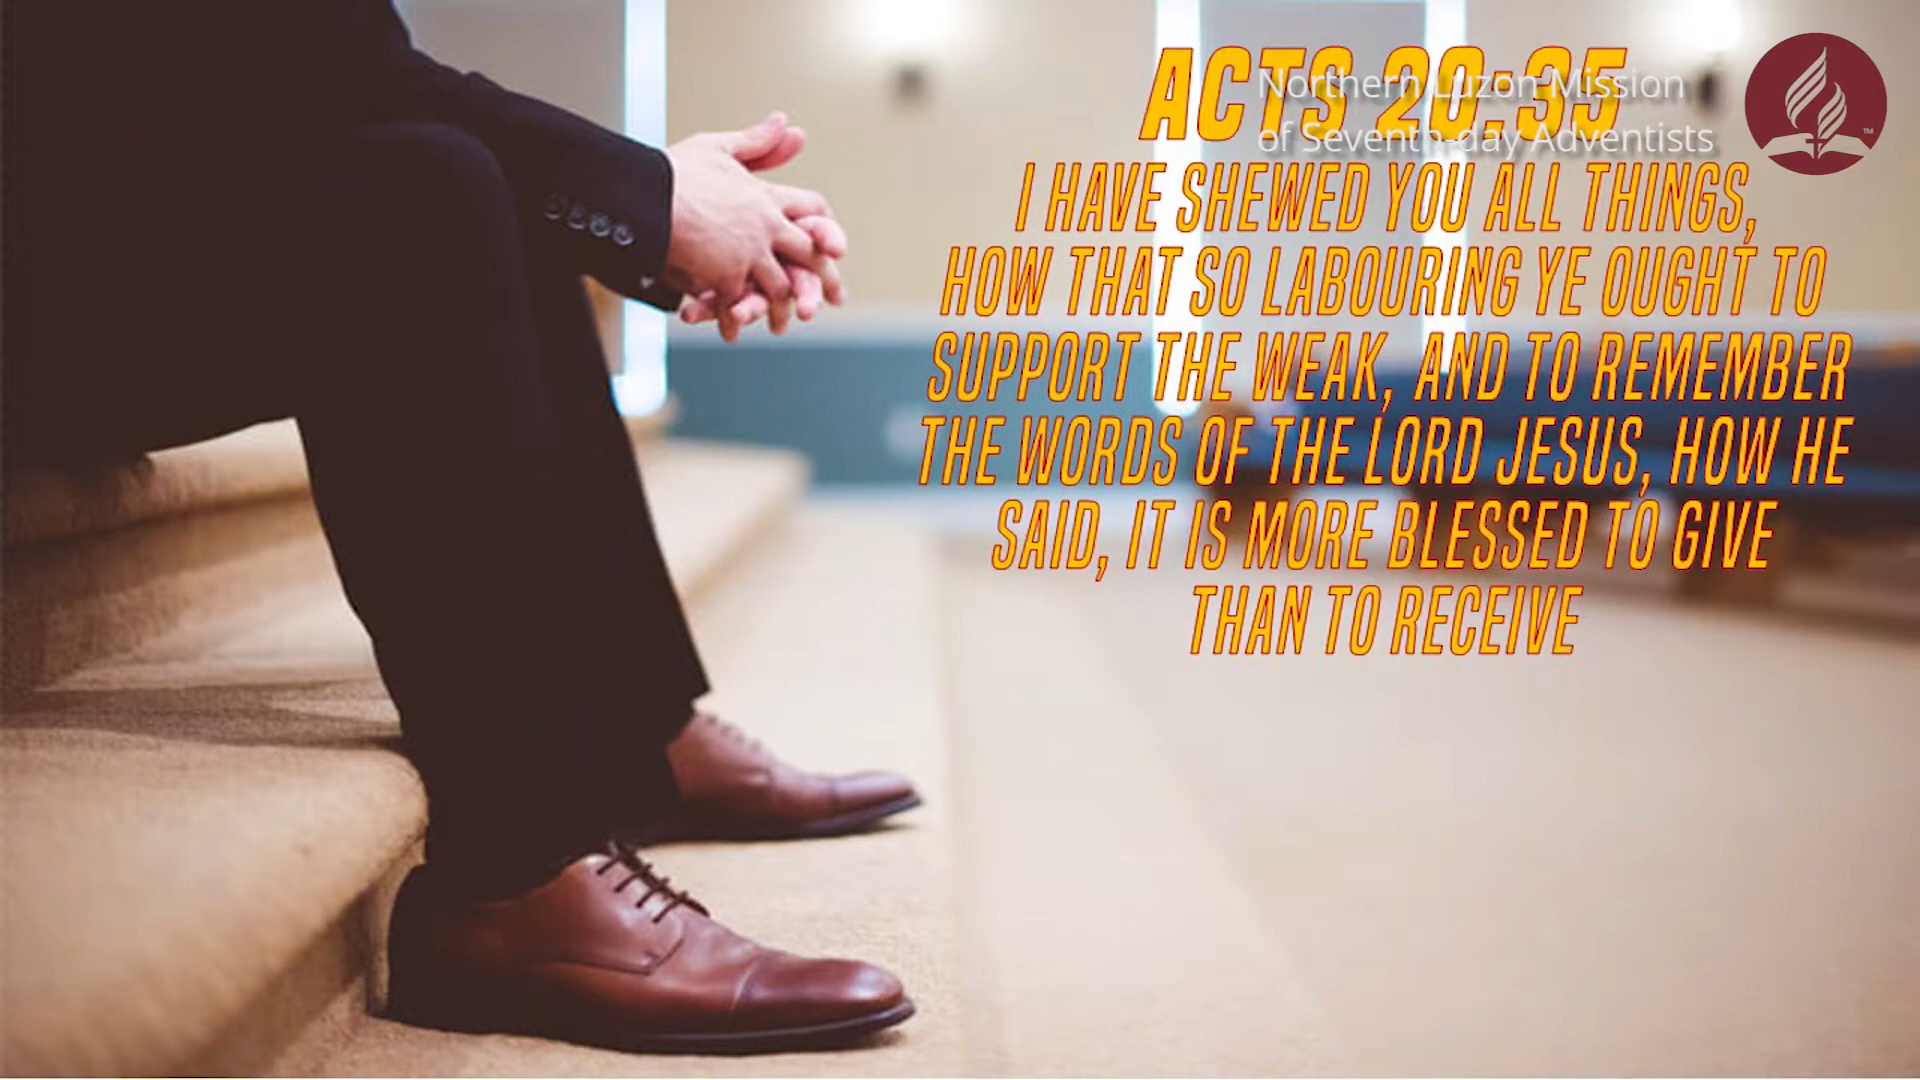 ACTS 20:35
Northern Luzon Mission
of Seventh-day Adventists
I HAVE SHEWED YOU ALL THINGS,
HOW THAT SO LABOURING YE OUGHT TO
SUPPORT THE WEAK, AND TO REMEMBER
THE WORDS OF THE LORD JESUS, HOW HE
SAID, IT IS MORE BLESSED TO GIVE
THAN TO RECEIVE